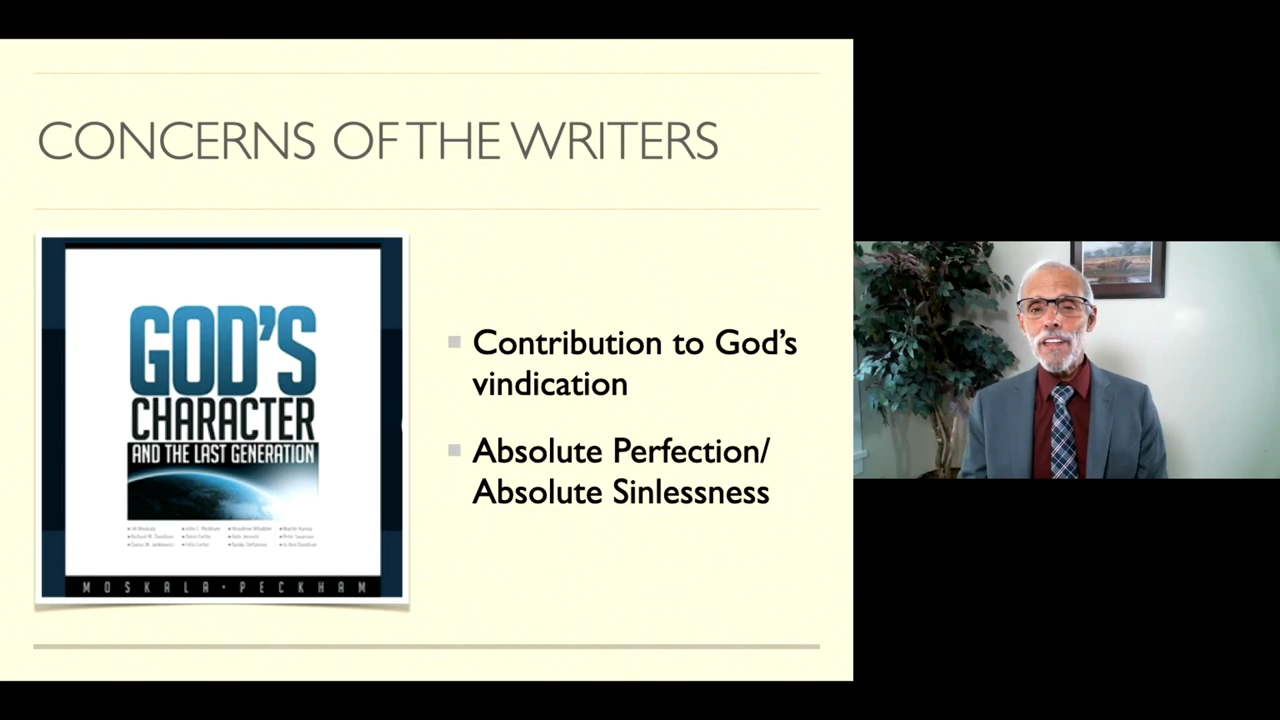 CONCERNS OF THE WRITERS
GOD'S
CHARACTER
AND THE LAST GENERATION
MOSKALA • PECKHAM
Contribution to God's
vindication
Absolute Perfection/
Absolute Sinlessness